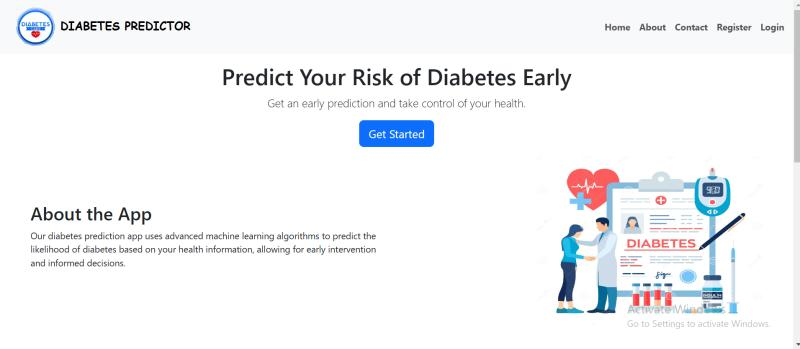 DIABETES
DIABETES PREDICTOR
Home About Contact Register Login
Predict Your Risk of Diabetes Early
Get an early prediction and take control of your health.
Get Started
About the App
Our diabetes prediction app uses advanced machine learning algorithms to predict the
likelihood of diabetes based on your health information, allowing for early intervention
and informed decisions.
DIABETES
Activate Windows
Go to Settings to activate Windows.